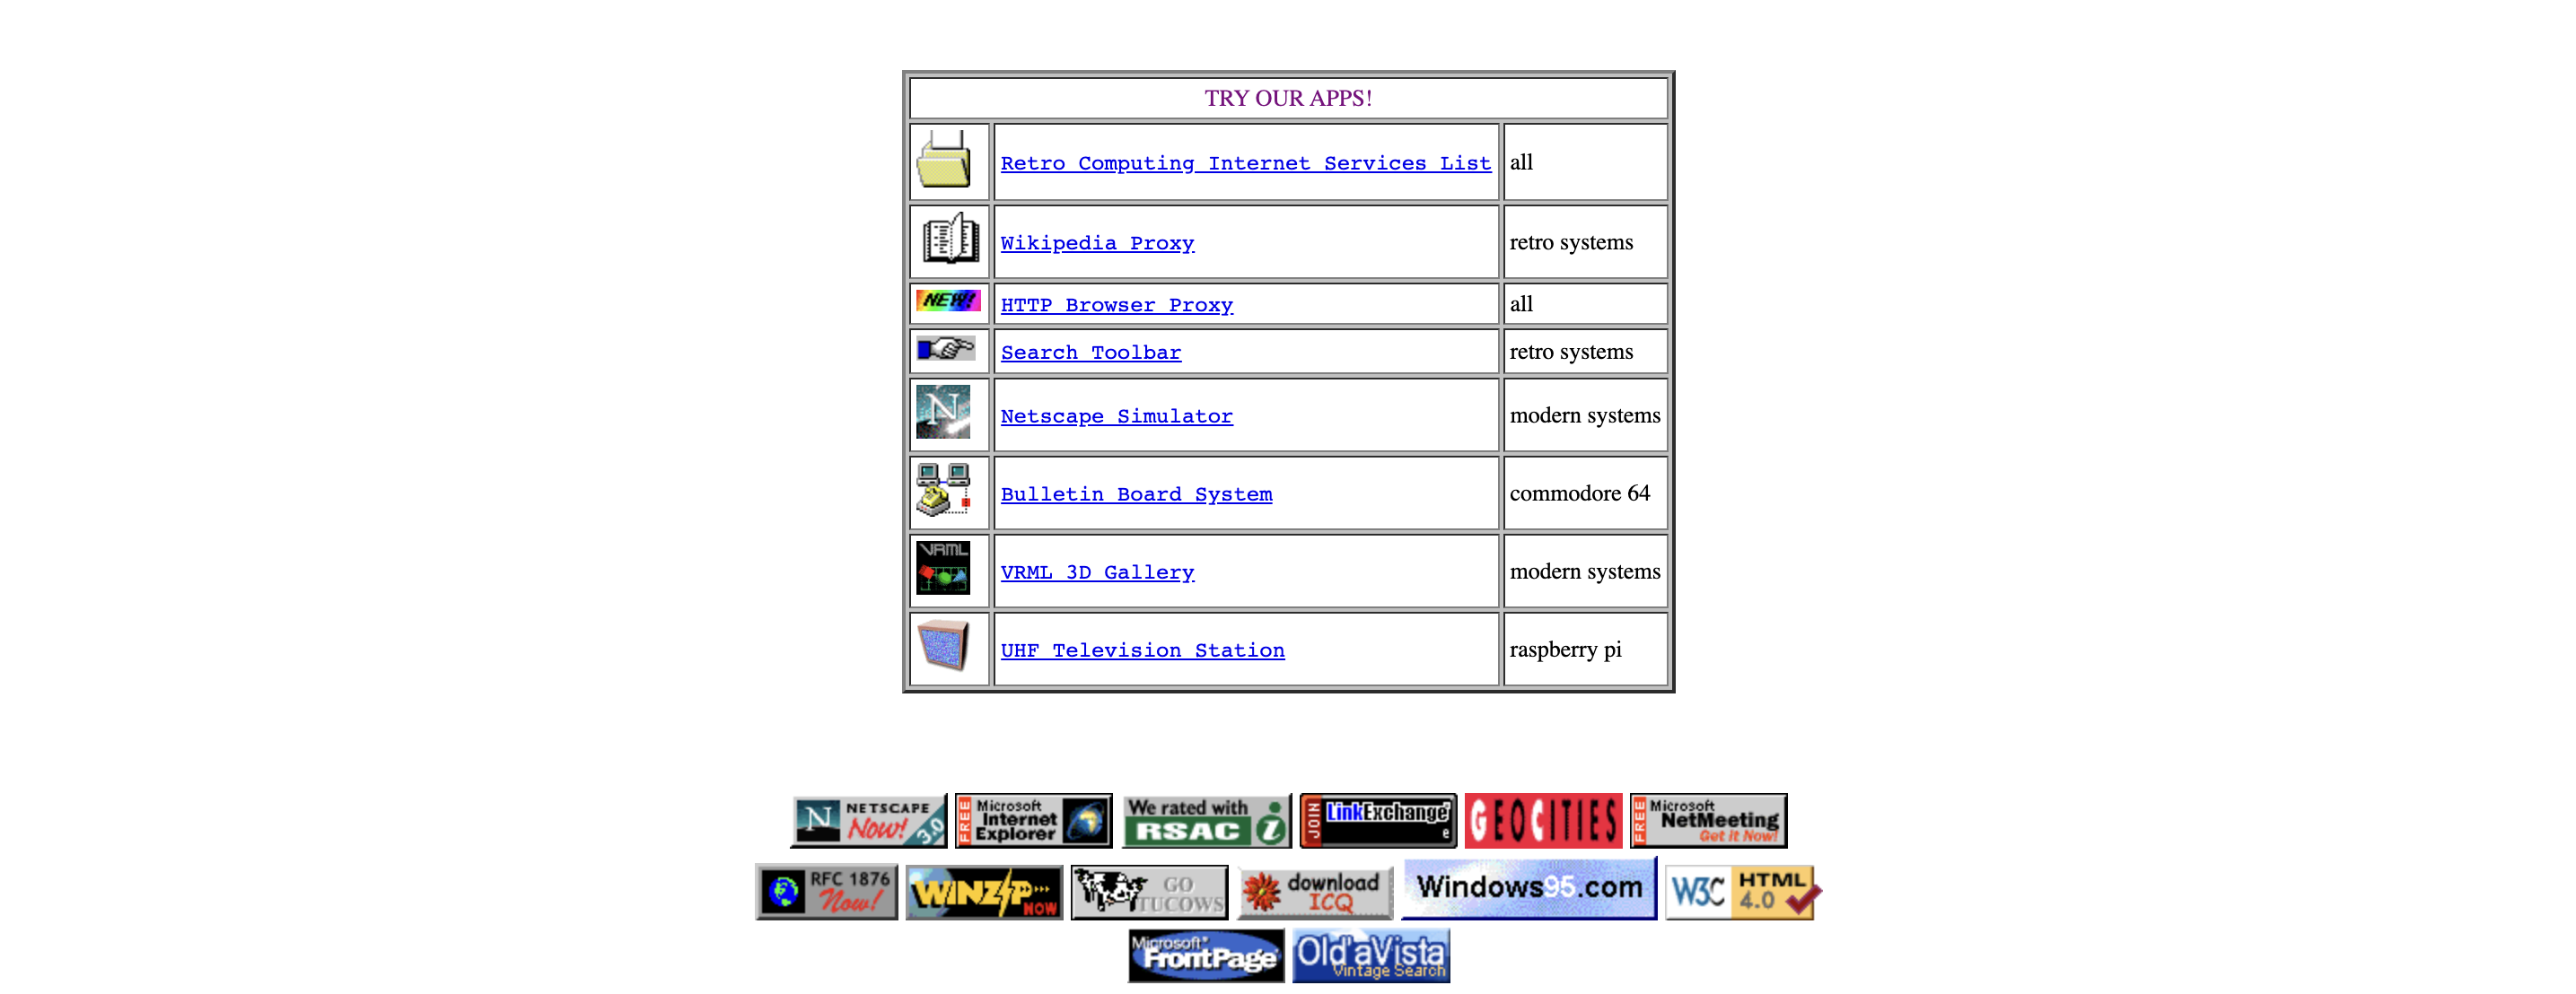 TRY OUR APPS!
Retro Computing Internet Services List all
Wikipedia Proxy retro systems
NEW! HTTP Browser Proxy all
Search Toolbar retro systems
N Netscape Simulator modern systems
Bulletin Board System commodore 64
VRML VRML 3D Gallery modern systems
UHF Television Station raspberry pi
N NETSCAPE Now! 3.0
FREE Microsoft Internet Explorer
We rated with RSAC i
JOIN LinkExchange e
GEOCITIES
FREE Microsoft NetMeeting Get it Now!
RFC 1876 Now!
WINZIP NOW
GO TUCOWS
download ICQ
Windows95.com
W3C HTML 4.0
Microsoft FrontPage
Old'aVista Vintage Search